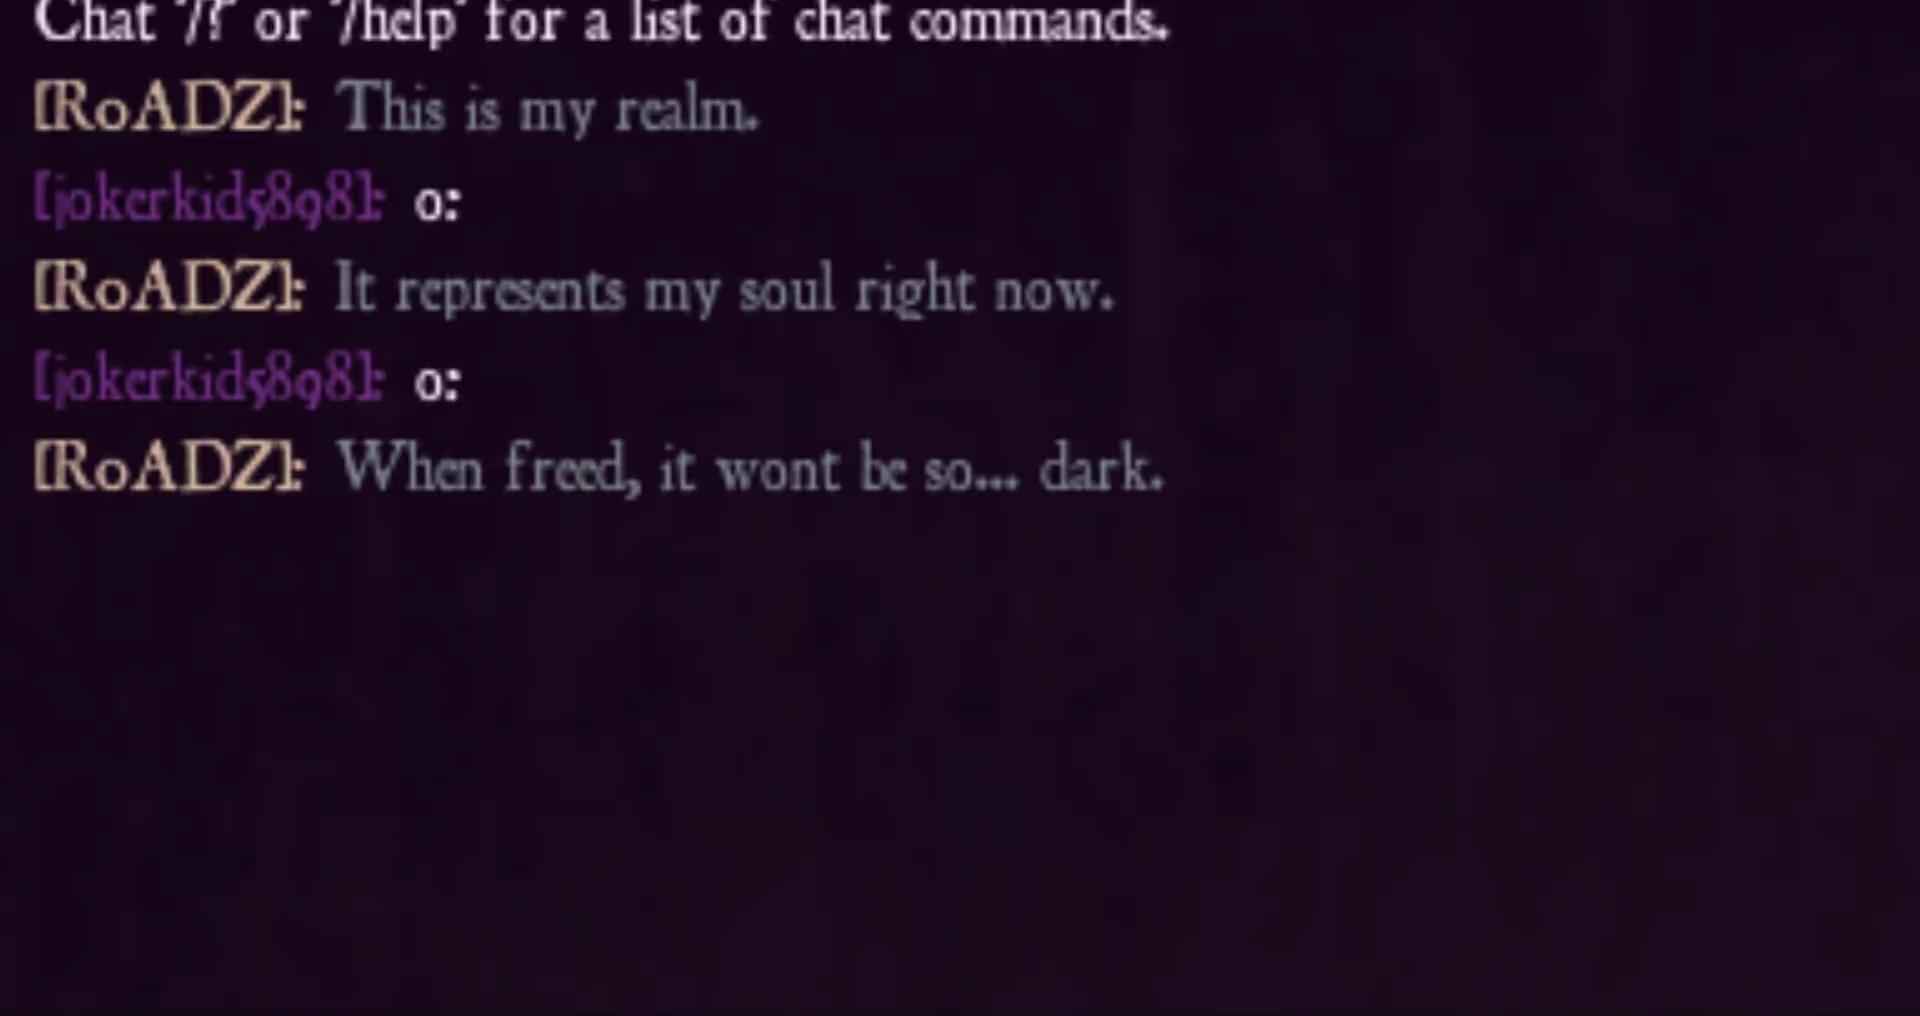 Chat '/?' or '/help' for a list of chat commands.
[RoADZ]: This is my realm.
[jokerkid5898]: o:
[RoADZ]: It represents my soul right now.
[jokerkid5898]: o:
[RoADZ]: When freed, it wont be so... dark.